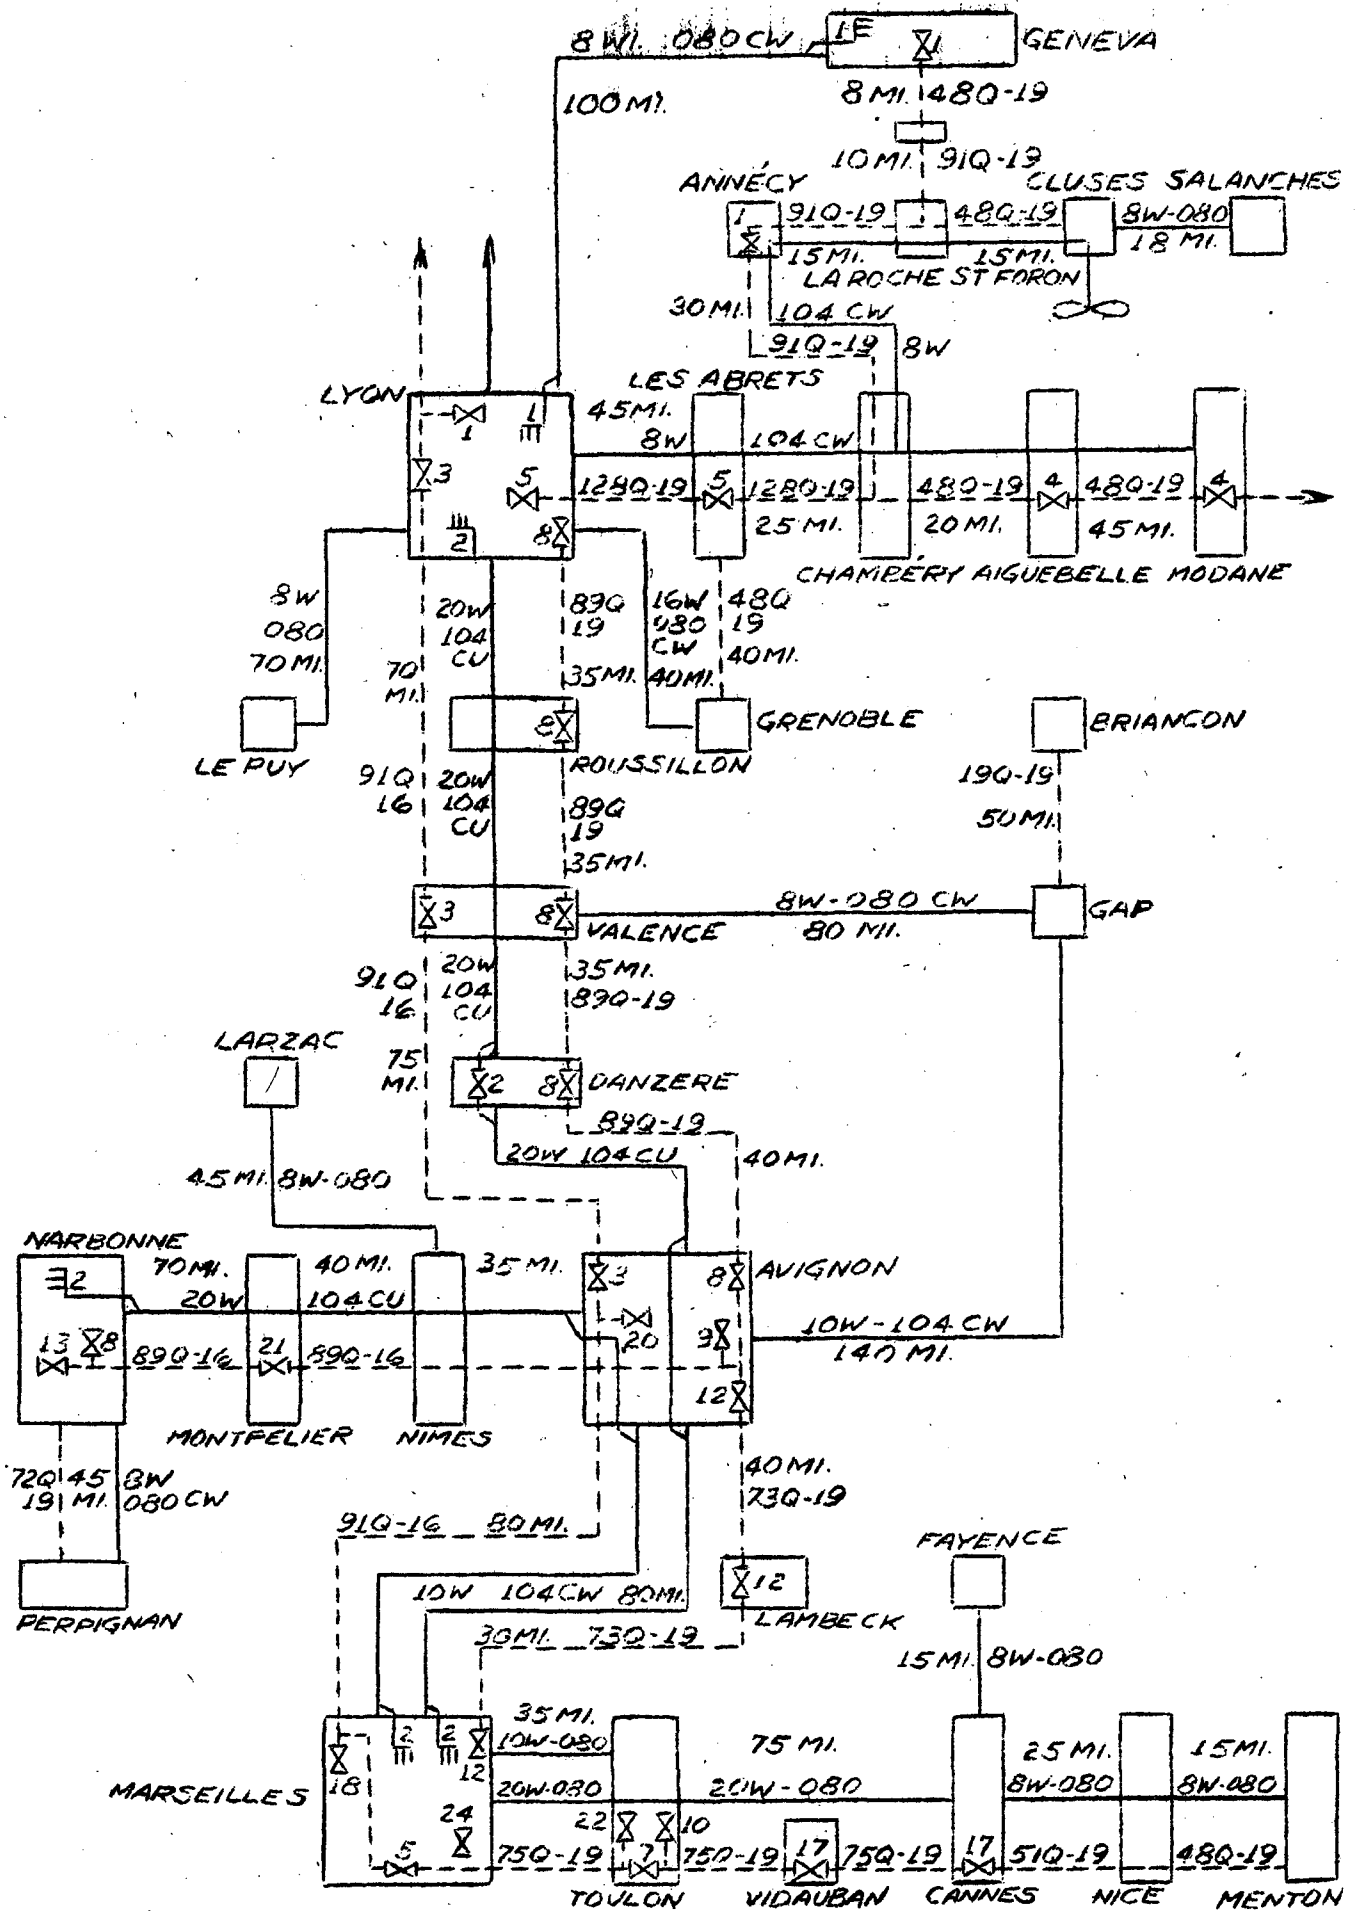 8 WI. 080 CW
1
1
GENEVA
100 MI.
8 MI. 48Q-19
10 MI. 91Q-19
ANNÉCY
CLUSES SALANCHES
1
91Q-19
48Q-19
8W-080
18 MI.
15 MI.
15 MI.
LA ROCHE ST FORON
30 MI.
104 CW
91Q-19
8W
LYON
LES ABRETS
45 MI.
1
1
8W
104 CW
3
5
128Q-19
5
128Q-19
48Q-19
4
48Q-19
4
25 MI.
20 MI.
45 MI.
2
8
CHAMBÉRY AIGUEBELLE MODANE
8W
080
70 MI.
20W
104
CU
89Q
19
16W
080
CW
48Q
19
40 MI.
70
MI.
35 MI.
40 MI.
8
GRENOBLE
BRIANCON
LE PUY
ROUSSILLON
91Q
16
20W
104
CU
89Q
19
35 MI.
19Q-19
50 MI.
3
8
VALENCE
8W-080 CW
80 MI.
GAP
91Q
16
20W
104
CU
35 MI.
89Q-19
LARZAC
75
MI.
2
8
DANZERE
89Q-19
20W 104 CU
40 MI.
45 MI. 8W-080
NARBONNE
70 MI.
40 MI.
35 MI.
2
20W
104 CU
3
8
AVIGNON
20
9
10W-104 CW
140 MI.
13
8
89Q-16
21
89Q-16
12
MONTPELIER
NIMES
72Q
19
45
MI.
8W
080 CW
40 MI.
73Q-19
91Q-16 80 MI.
FAYENCE
10W 104 CW 80 MI.
12
LAMBECK
PERPIGNAN
30 MI. 73Q-19
15 MI. 8W-080
35 MI.
2
2
12
10W-080
75 MI.
25 MI.
15 MI.
MARSEILLES
18
20W-080
20W-080
8W-080
8W-080
24
22
10
5
75Q-19
7
75Q-19
17
75Q-19
17
51Q-19
48Q-19
TOULON
VIDAUBAN
CANNES
NICE
MENTON